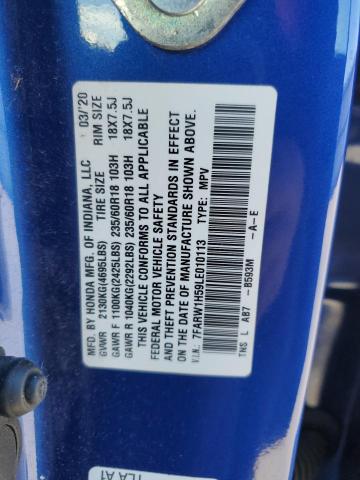 MFD. BY HONDA MFG. OF INDIANA, LLC 03/'20
GVWR 2130KG(4695LBS) TIRE SIZE RIM SIZE
GAWR F 1100KG(2425LBS) 235/60R18 103H 18X7.5J
GAWR R 1040KG(2292LBS) 235/60R18 103H 18X7.5J
THIS VEHICLE CONFORMS TO ALL APPLICABLE
FEDERAL MOTOR VEHICLE SAFETY
AND THEFT PREVENTION STANDARDS IN EFFECT
ON THE DATE OF MANUFACTURE SHOWN ABOVE.
V.I.N.: 7FARW1H59LE010113 TYPE: MPV
TNS L AB7 -B593M -A-E